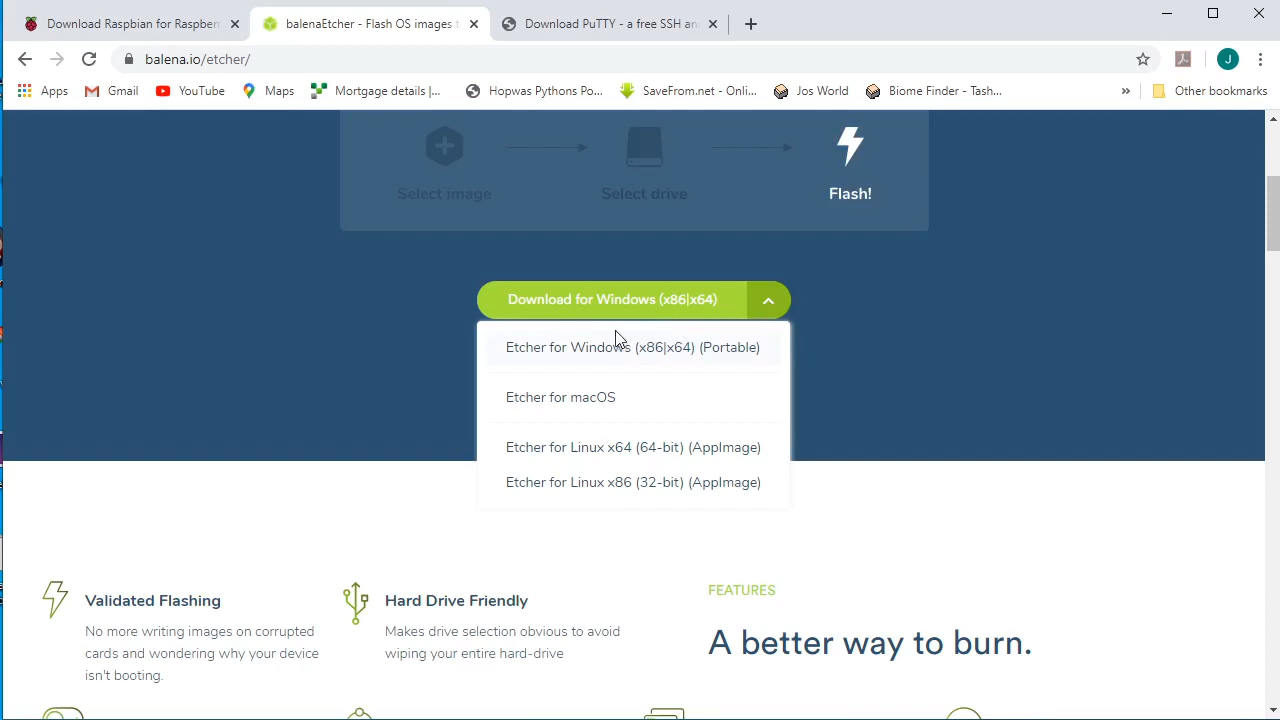 Download Raspbian for Raspber
balenaEtcher - Flash OS images t
Download PuTTY - a free SSH an
balena.io/etcher/
J
Apps
Gmail
YouTube
Maps
Mortgage details |...
Hopwas Pythons Po...
SaveFrom.net - Onli...
Jos World
Biome Finder - Tash...
»
Other bookmarks
Select image
Select drive
Flash!
Download for Windows (x86|x64)
Etcher for Windows (x86|x64) (Portable)
Etcher for macOS
Etcher for Linux x64 (64-bit) (AppImage)
Etcher for Linux x86 (32-bit) (AppImage)
Validated Flashing
No more writing images on corrupted
cards and wondering why your device
isn't booting.
Hard Drive Friendly
Makes drive selection obvious to avoid
wiping your entire hard-drive
FEATURES
A better way to burn.